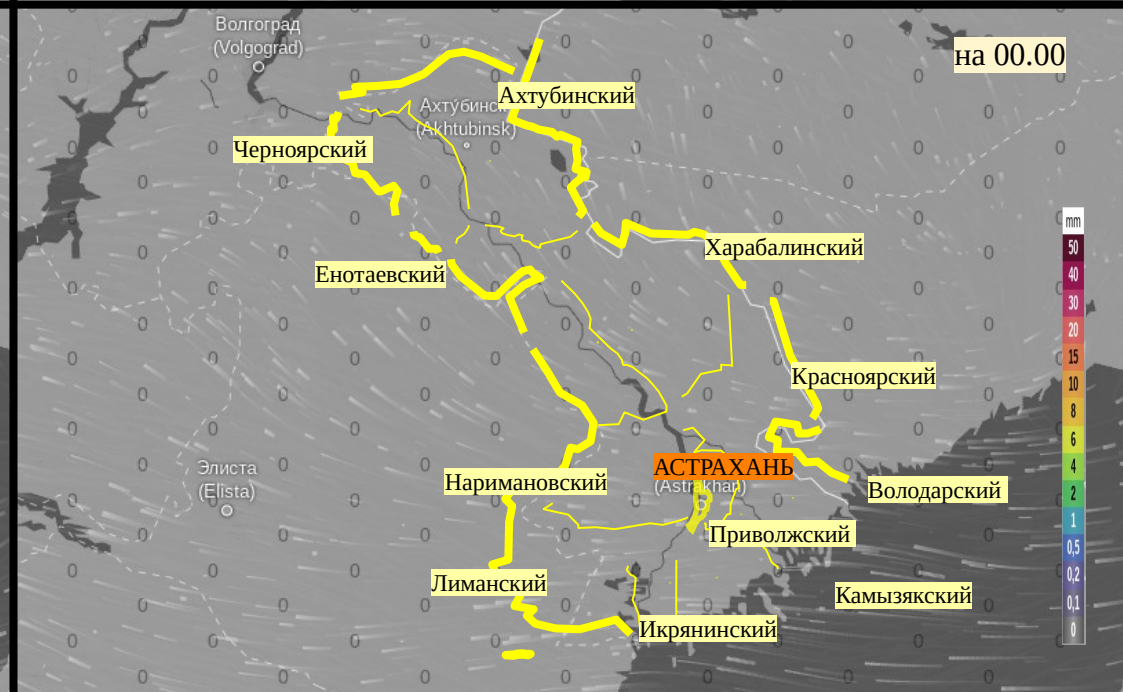 Волгоград
(Volgograd)
на 00.00
Ахтубинский
Аху́бинск
(Akhtubinsk)
Черноярский
Харабалинский
Енотаевский
Красноярский
АСТРАХАНЬ
(Astrakhan)
Элиста
(Elista)
Наримановский
Володарский
Приволжский
Лиманский
Камызякский
Икрянинский
mm
50
40
30
20
15
10
8
6
4
2
1
0,5
0,2
0,1
0